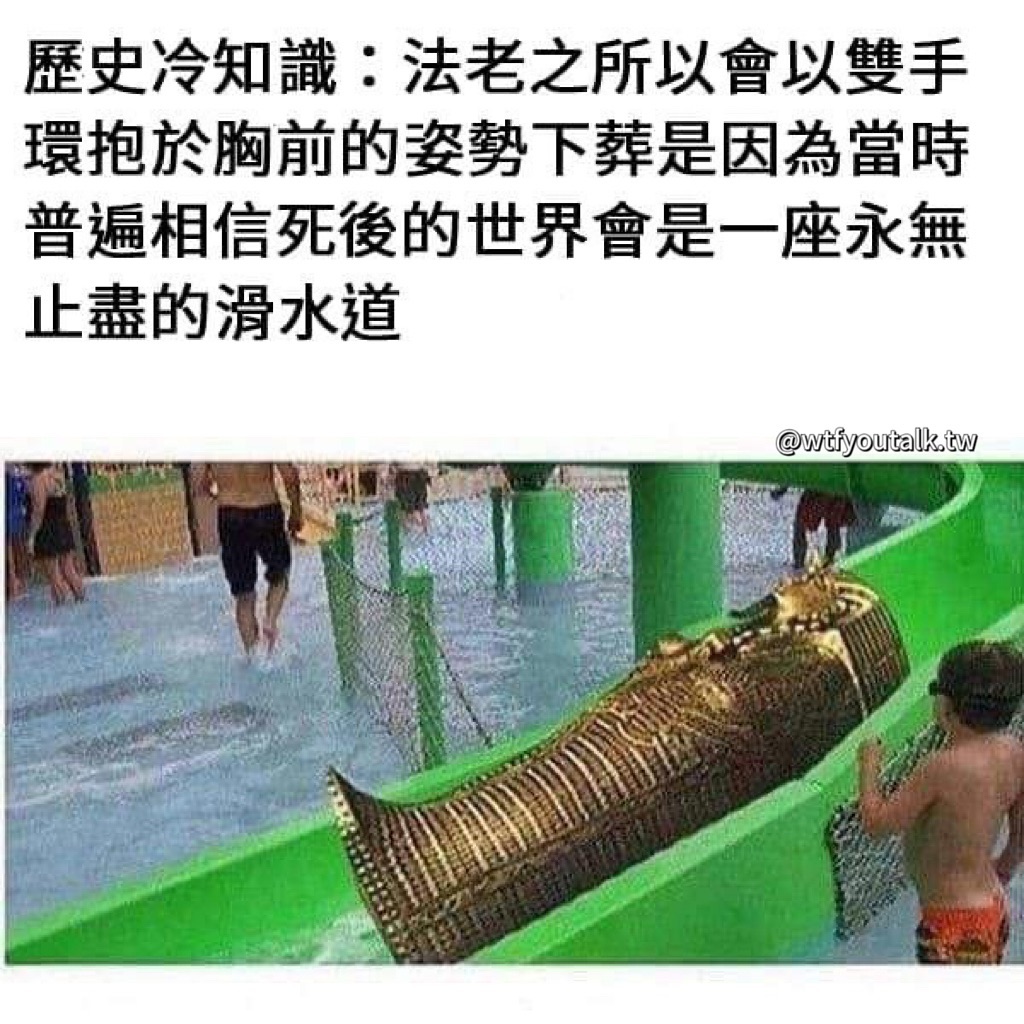 歷史冷知識：法老之所以會以雙手
環抱於胸前的姿勢下葬是因為當時
普遍相信死後的世界會是一座永無
止盡的滑水道
@wtfyoutalk.tw